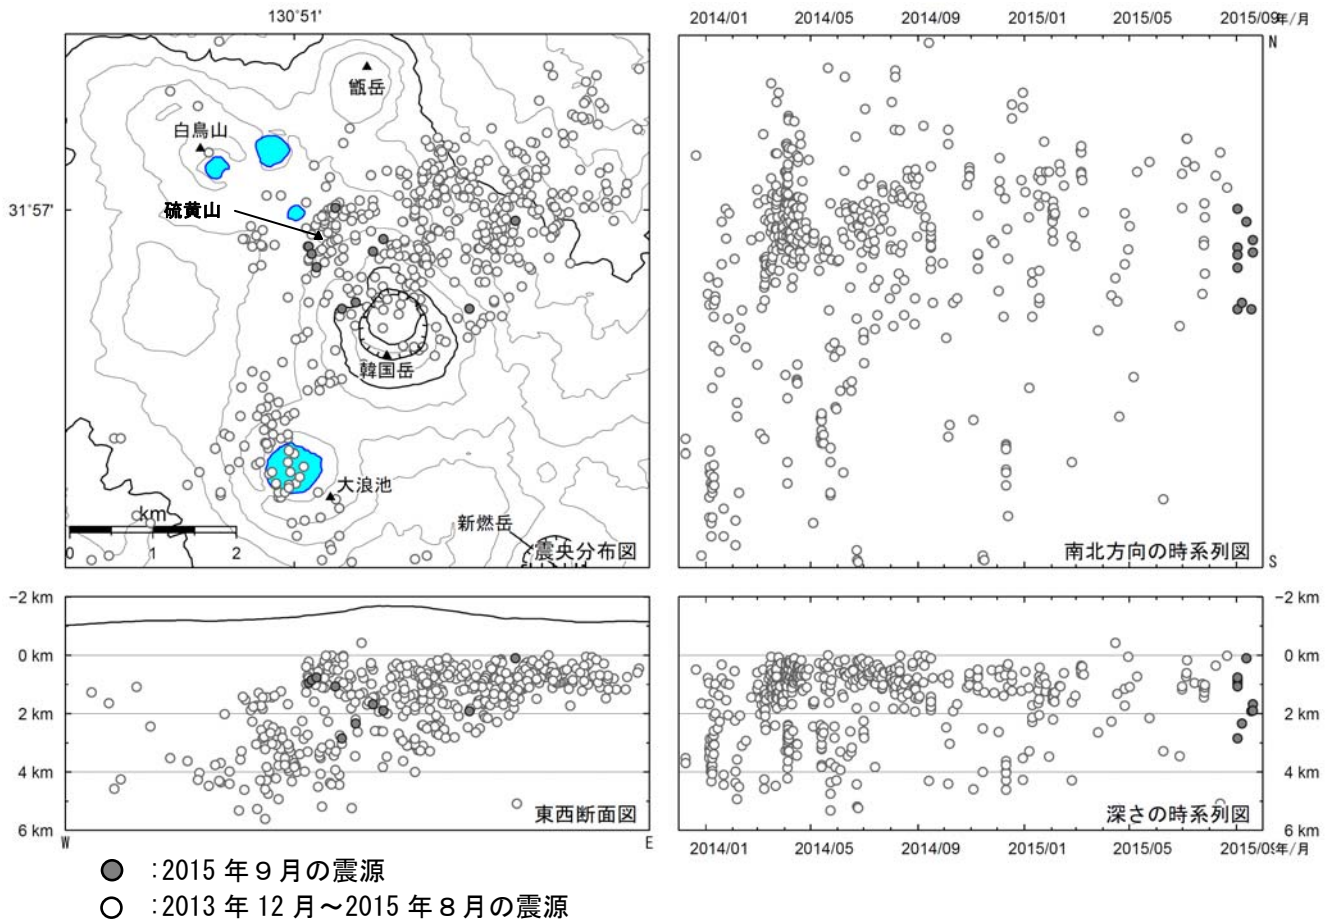 130°51'
2014/01 2014/05 2014/09 2015/01 2015/05 2015/09 年/月
N
甑岳
白鳥山
31°57'
硫黄山
韓国岳
大浪池
新燃岳
km
0 1 2
震央分布図
南北方向の時系列図
S
-2 km
0 km
2 km
4 km
6 km
東西断面図
W E
-2 km
0 km
2 km
4 km
6 km
深さの時系列図
2014/01 2014/05 2014/09 2015/01 2015/05 2015/09 年/月
:2015 年９月の震源
:2013 年 12 月～2015 年８月の震源